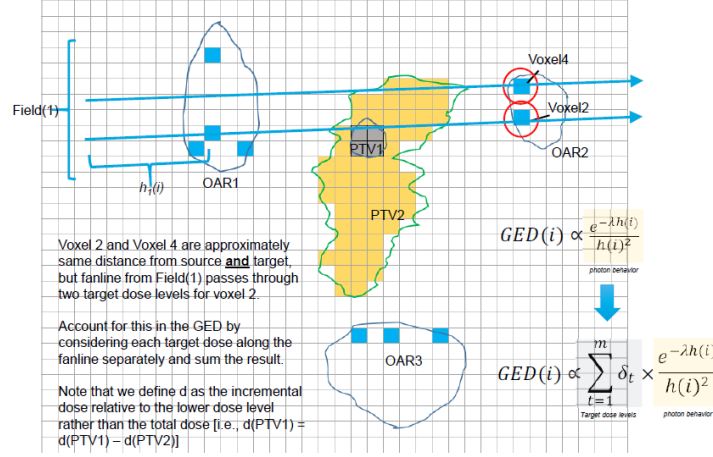 Voxel4
Field(1)
Voxel2
PTV1
OAR2
OAR1
h₁(i)
PTV2
GED(i) ∝ e^{-λh(i)} / h(i)²
photon behavior
Voxel 2 and Voxel 4 are approximately
same distance from source and target,
but fanline from Field(1) passes through
two target dose levels for voxel 2.
Account for this in the GED by
considering each target dose along the
fanline separately and sum the result.
Note that we define d as the incremental
dose relative to the lower dose level
rather than the total dose [i.e., d(PTV1) =
d(PTV1) – d(PTV2)]
OAR3
GED(i) ∝ ∑_{t=1}^{m} δ_t × e^{-λh(i)} / h(i)²
Target dose levels
photon behavior